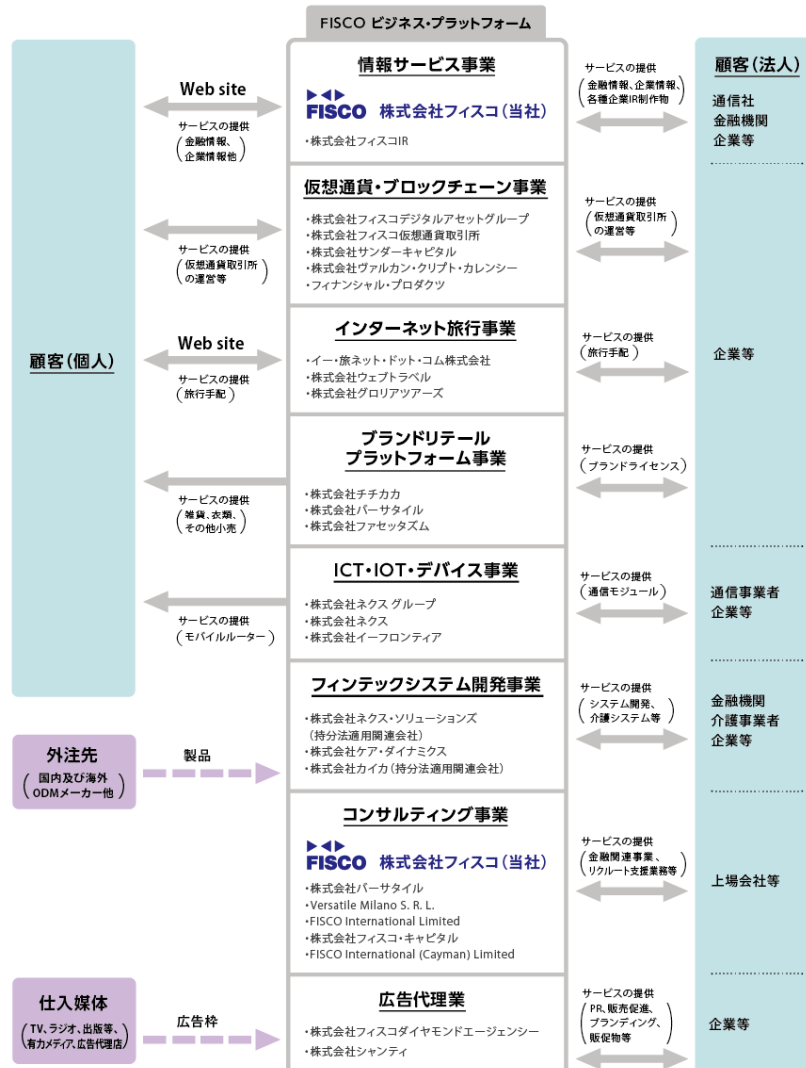 FISCO ビジネス・プラットフォーム
顧客(個人)
Web site
サービスの提供
(金融情報、
企業情報他)
情報サービス事業
FISCO 株式会社フィスコ(当社)
・株式会社フィスコIR
サービスの提供
(金融情報、企業情報、
各種企業IR制作物)
顧客(法人)
通信社
金融機関
企業等
サービスの提供
(仮想通貨取引所
の運営等)
仮想通貨・ブロックチェーン事業
・株式会社フィスコデジタルアセットグループ
・株式会社フィスコ仮想通貨取引所
・株式会社サンダーキャピタル
・株式会社ヴァルカン・クリプト・カレンシー
・フィナンシャル・プロダクツ
サービスの提供
(仮想通貨取引所
の運営等)
Web site
サービスの提供
(旅行手配)
インターネット旅行事業
・イー・旅ネット・ドット・コム株式会社
・株式会社ウェブトラベル
・株式会社グロリアツアーズ
サービスの提供
(旅行手配)
企業等
サービスの提供
(雑貨、衣類、
その他小売)
ブランドリテール
プラットフォーム事業
・株式会社チチカカ
・株式会社バーサタイル
・株式会社ファセッタズム
サービスの提供
(ブランドライセンス)
サービスの提供
(モバイルルーター)
ICT・IOT・デバイス事業
・株式会社ネクス グループ
・株式会社ネクス
・株式会社イーフロンティア
サービスの提供
(通信モジュール)
通信事業者
企業等
外注先
(国内及び海外
ODMメーカー他)
製品
フィンテックシステム開発事業
・株式会社ネクス・ソリューションズ
(持分法適用関連会社)
・株式会社ケア・ダイナミクス
・株式会社カイカ(持分法適用関連会社)
サービスの提供
(システム開発、
介護システム等)
金融機関
介護事業者
企業等
コンサルティング事業
FISCO 株式会社フィスコ(当社)
・株式会社バーサタイル
・Versatile Milano S. R. L.
・FISCO International Limited
・株式会社フィスコ・キャピタル
・FISCO International (Cayman) Limited
サービスの提供
(金融関連事業、
リクルート支援業務等)
上場会社等
仕入媒体
(TV、ラジオ、出版等、
有力メディア、広告代理店)
広告枠
広告代理業
・株式会社フィスコダイヤモンドエージェンシー
・株式会社シャンティ
サービスの提供
(PR、販売促進、
ブランディング、
販促物等)
企業等